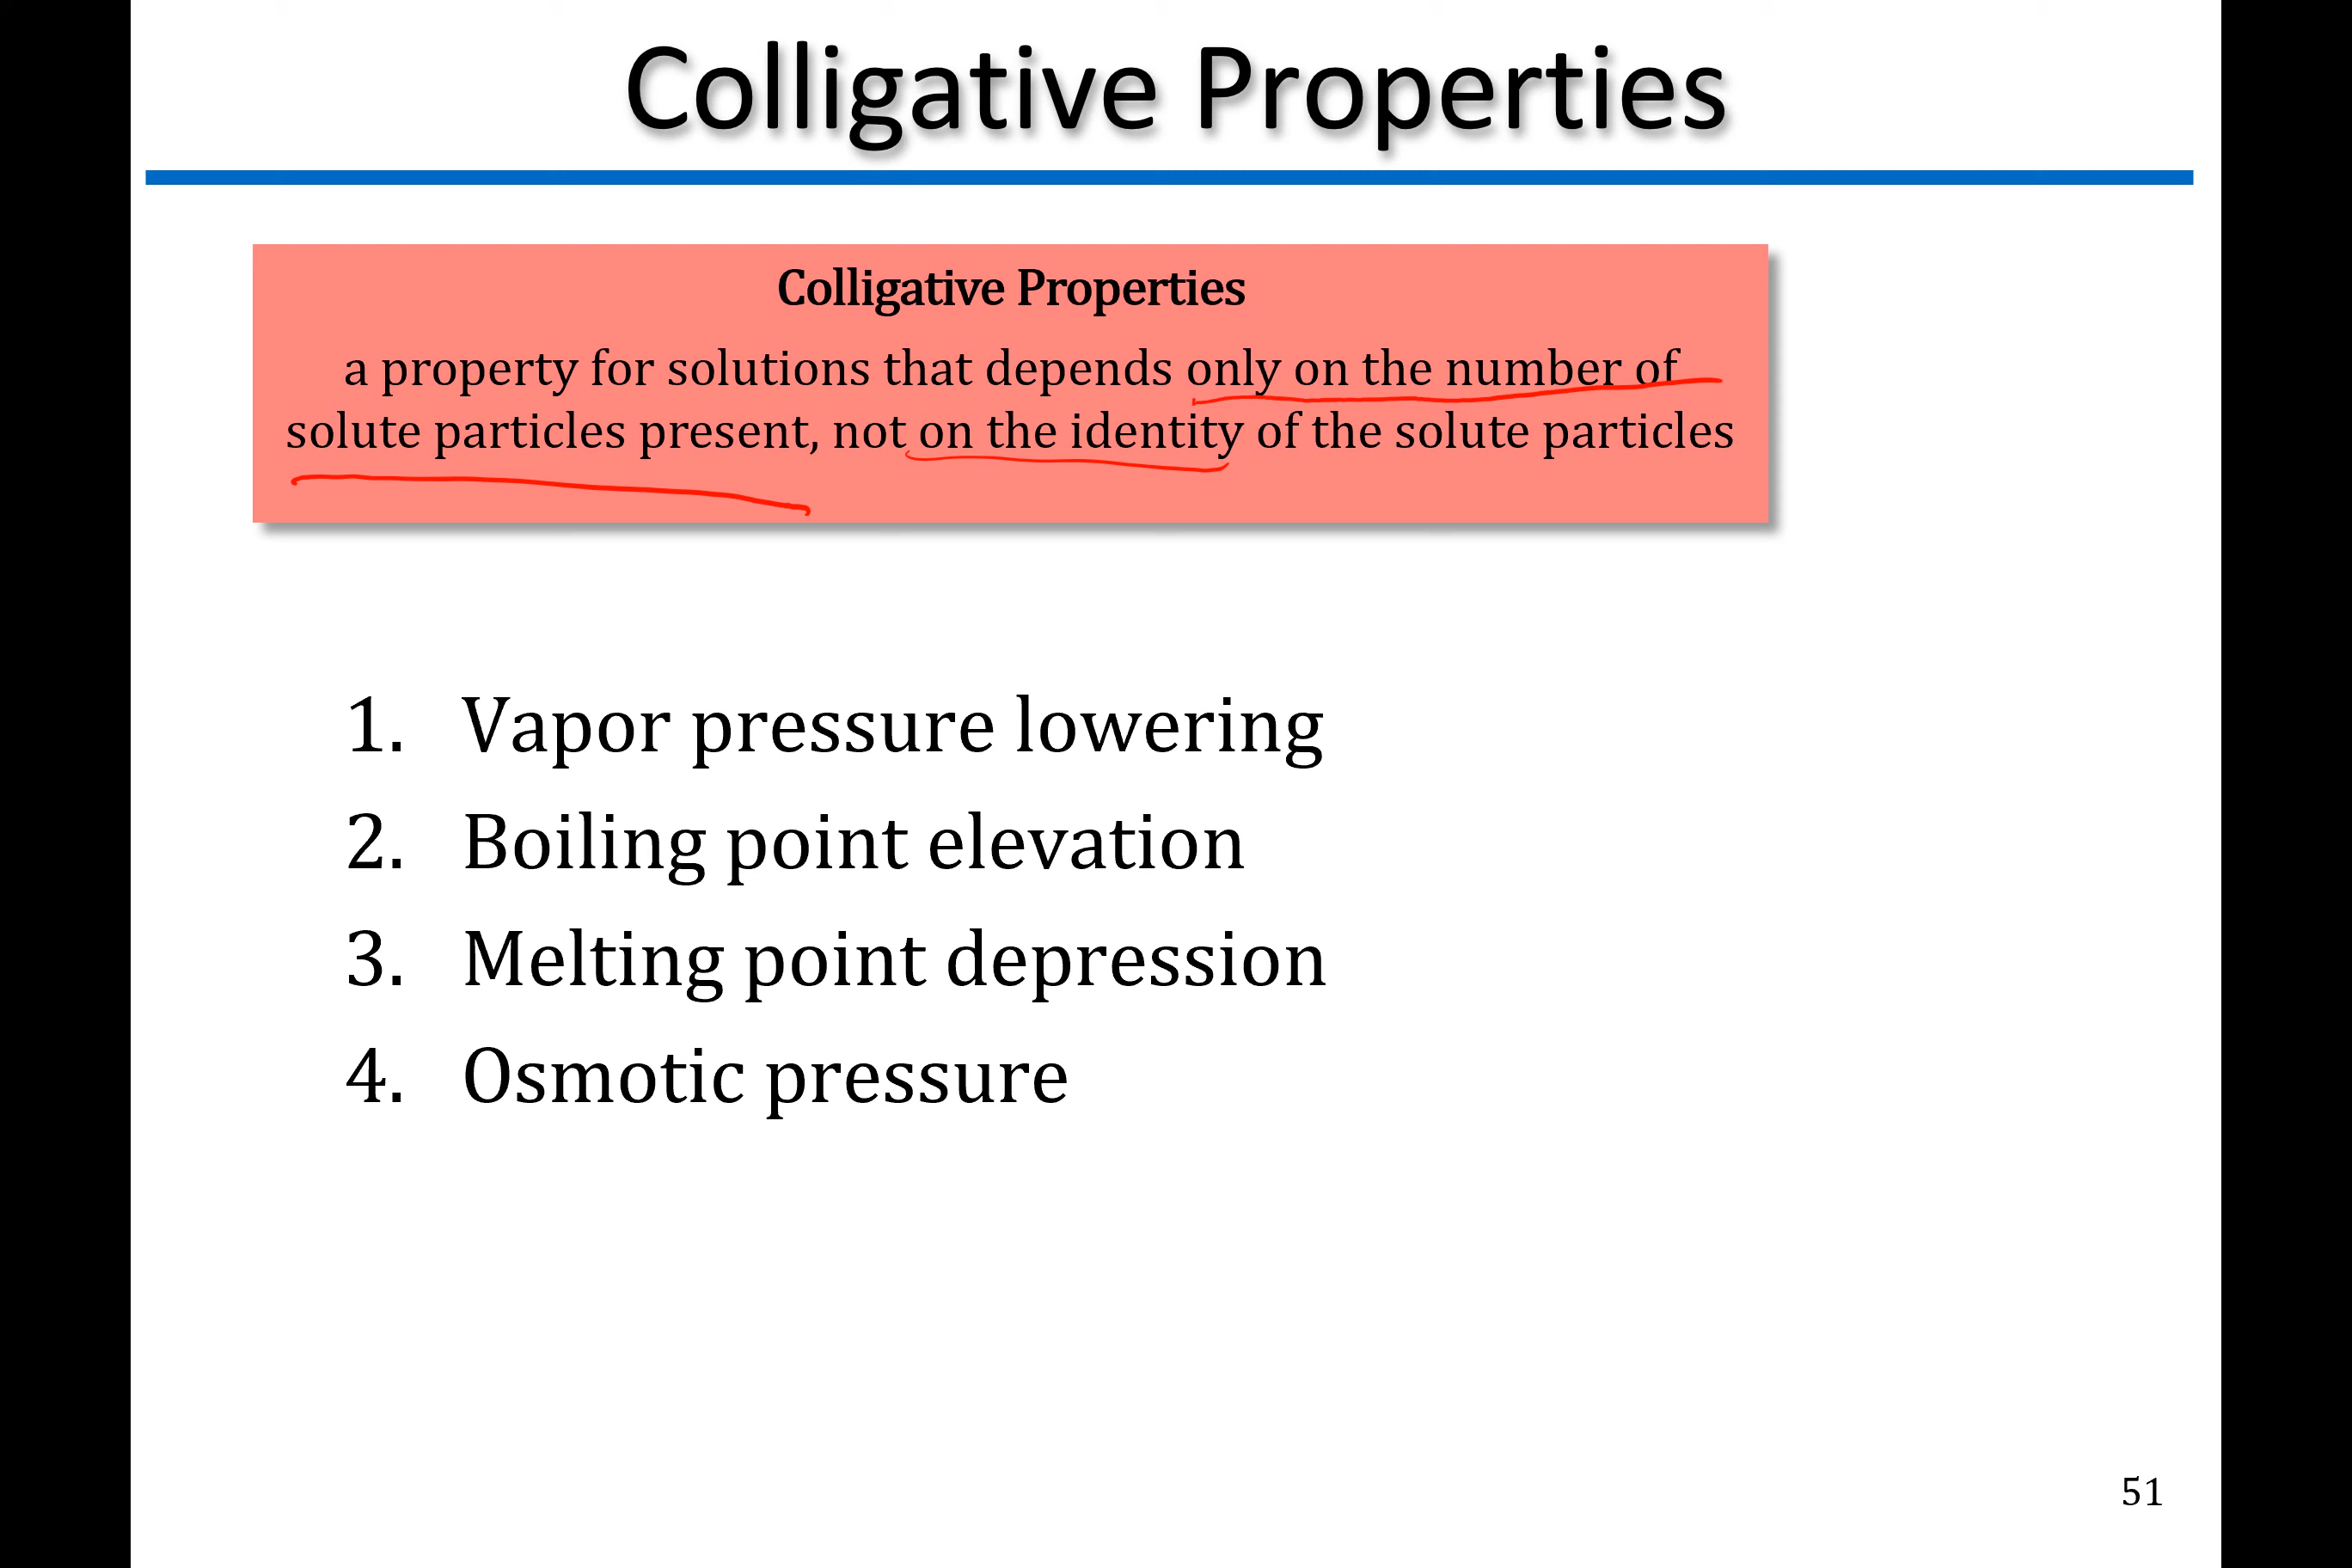 Colligative Properties
Colligative Properties
a property for solutions that depends only on the number of
solute particles present, not on the identity of the solute particles
1. Vapor pressure lowering
2. Boiling point elevation
3. Melting point depression
4. Osmotic pressure
51